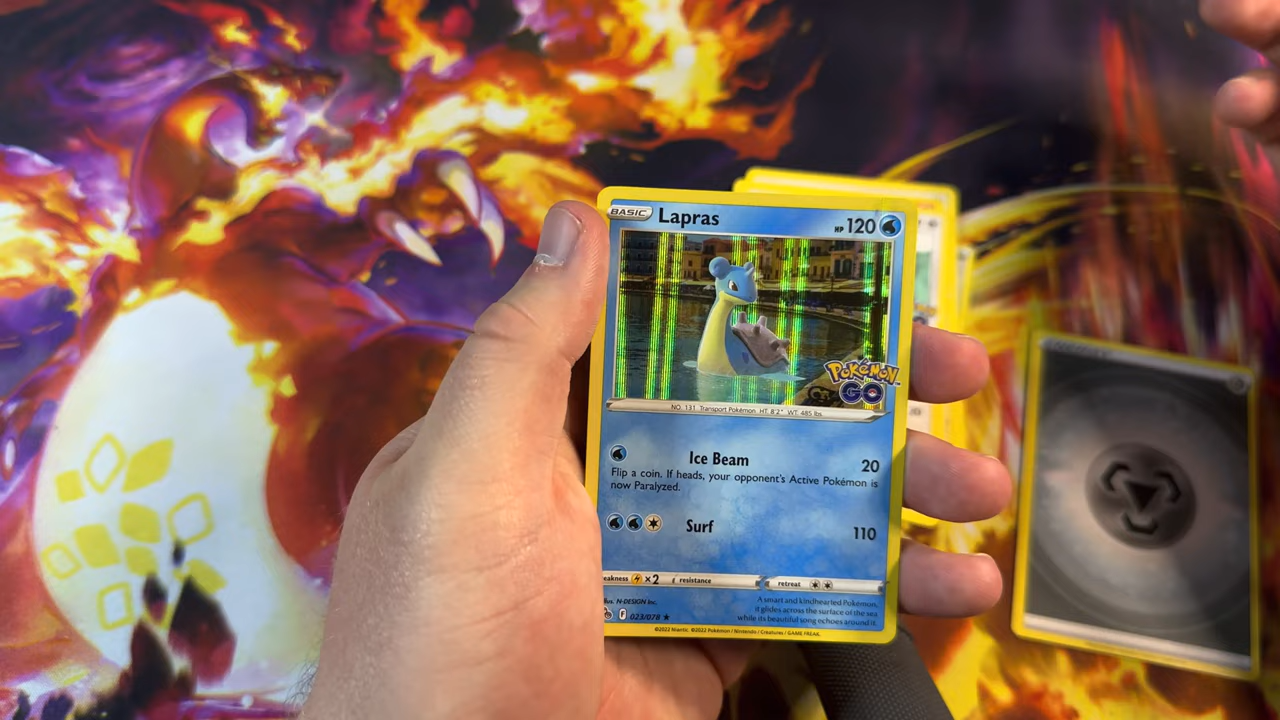 BASIC Lapras HP 120
Pokémon
GO
NO. 131 Transport Pokémon HT: 8'2" WT: 485 lbs.
Ice Beam 20
Flip a coin. If heads, your opponent's Active Pokémon is
now Paralyzed.
Surf 110
eakness ×2 resistance retreat
illus. N-DESIGN Inc.
F 023/078 ★
A smart and kindhearted Pokémon,
it glides across the surface of the sea
while its beautiful song echoes around it.
©2022 Niantic ©2022 Pokémon / Nintendo / Creatures / GAME FREAK